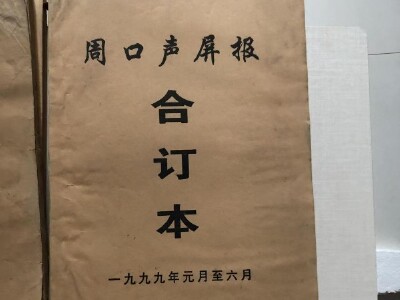 周口声屏报
合
订
本
一九九九年元月至六月